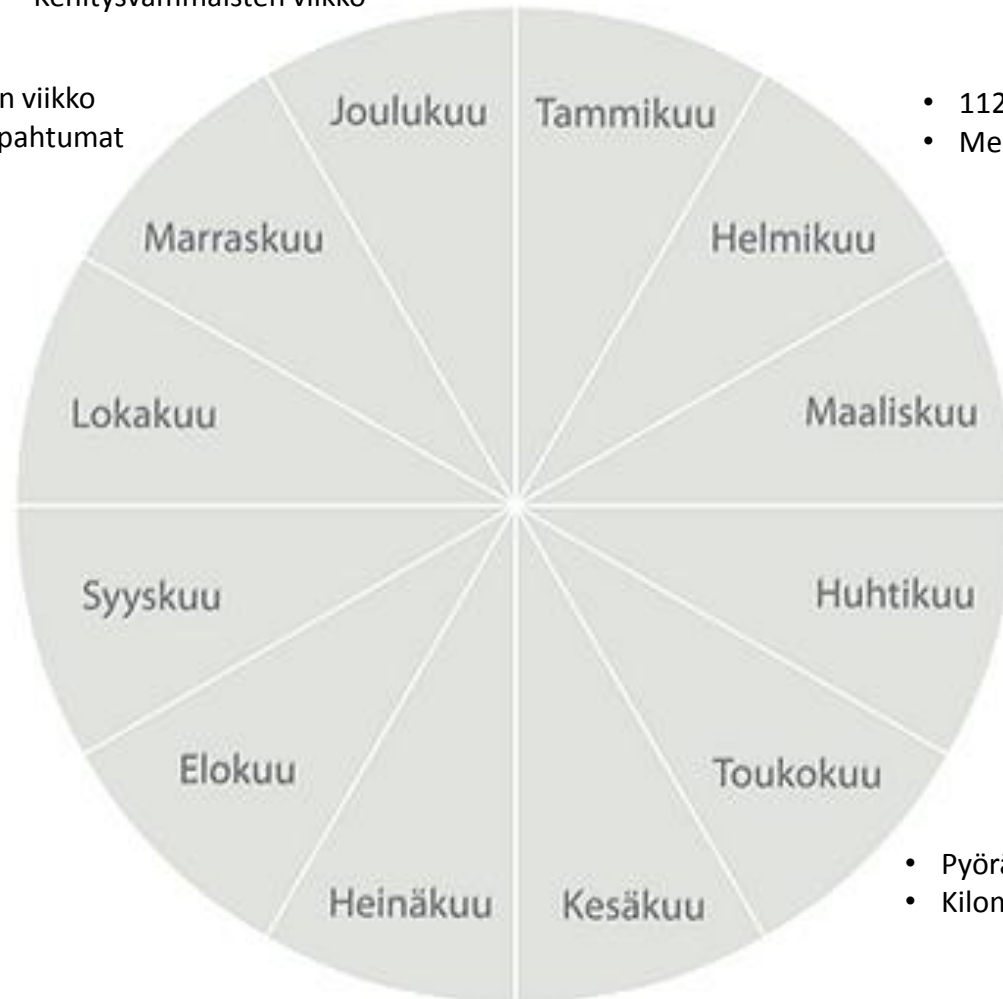 Kehitysvammaisten viikko
n viikko
pahtumat
• 112
• Me
Joulukuu
Tammikuu
Marraskuu
Helmikuu
Lokakuu
Maaliskuu
Syyskuu
Huhtikuu
Elokuu
Toukokuu
Heinäkuu
Kesäkuu
• Pyörä
• Kilom